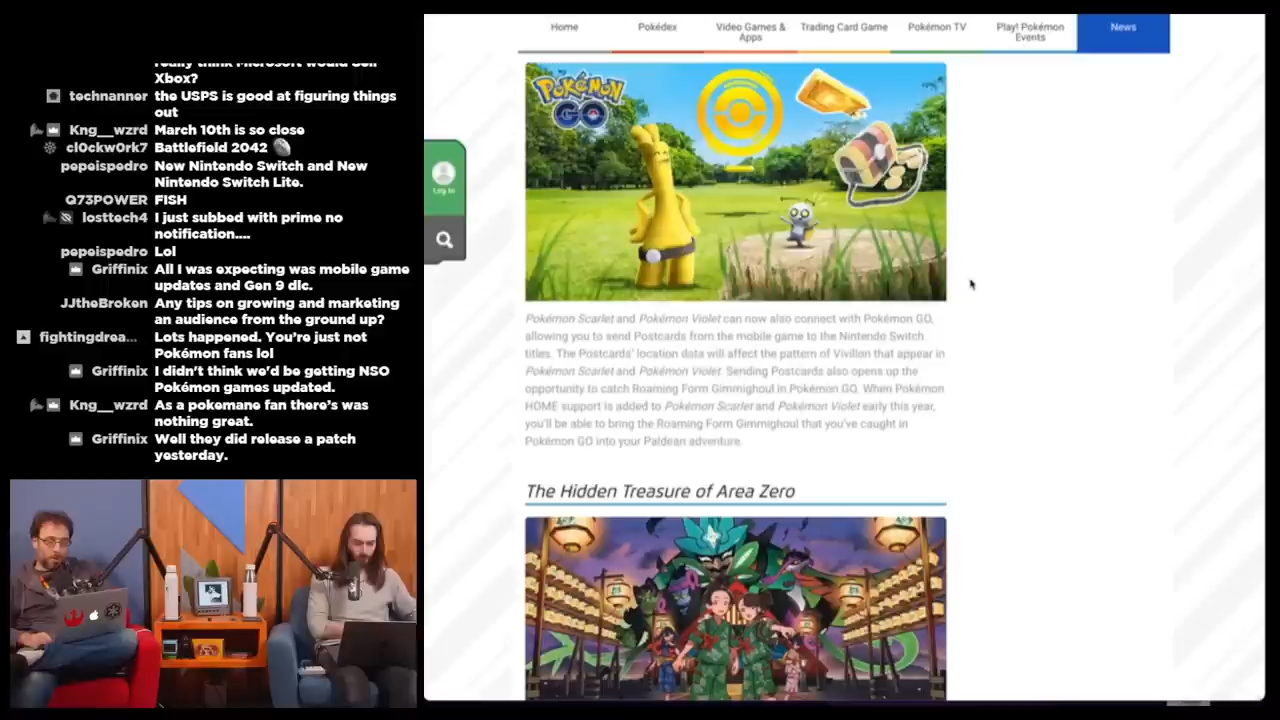 really think Microsoft would sell
Xbox?
technanner the USPS is good at figuring things
out
Kng__wzrd March 10th is so close
cl0ckw0rk7 Battlefield 2042
pepeispedro New Nintendo Switch and New
Nintendo Switch Lite.
Q73POWER FISH
losttech4 I just subbed with prime no
notification....
pepeispedro Lol
Griffinix All I was expecting was mobile game
updates and Gen 9 dlc.
JJtheBroken Any tips on growing and marketing
an audience from the ground up?
fightingdrea... Lots happened. You're just not
Pokémon fans lol
Griffinix I didn't think we'd be getting NSO
Pokémon games updated.
Kng__wzrd As a pokemane fan there's was
nothing great.
Griffinix Well they did release a patch
yesterday.
Home
Pokédex
Video Games &
Apps
Trading Card Game
Pokémon TV
Play! Pokémon
Events
News
Log In
POKÉMON
GO
Pokémon Scarlet and Pokémon Violet can now also connect with Pokémon GO,
allowing you to send Postcards from the mobile game to the Nintendo Switch
titles. The Postcards' location data will affect the pattern of Vivillon that appear in
Pokémon Scarlet and Pokémon Violet. Sending Postcards also opens up the
opportunity to catch Roaming Form Gimmighoul in Pokémon GO. When Pokémon
HOME support is added to Pokémon Scarlet and Pokémon Violet early this year,
you'll be able to bring the Roaming Form Gimmighoul that you've caught in
Pokémon GO into your Paldean adventure.
The Hidden Treasure of Area Zero